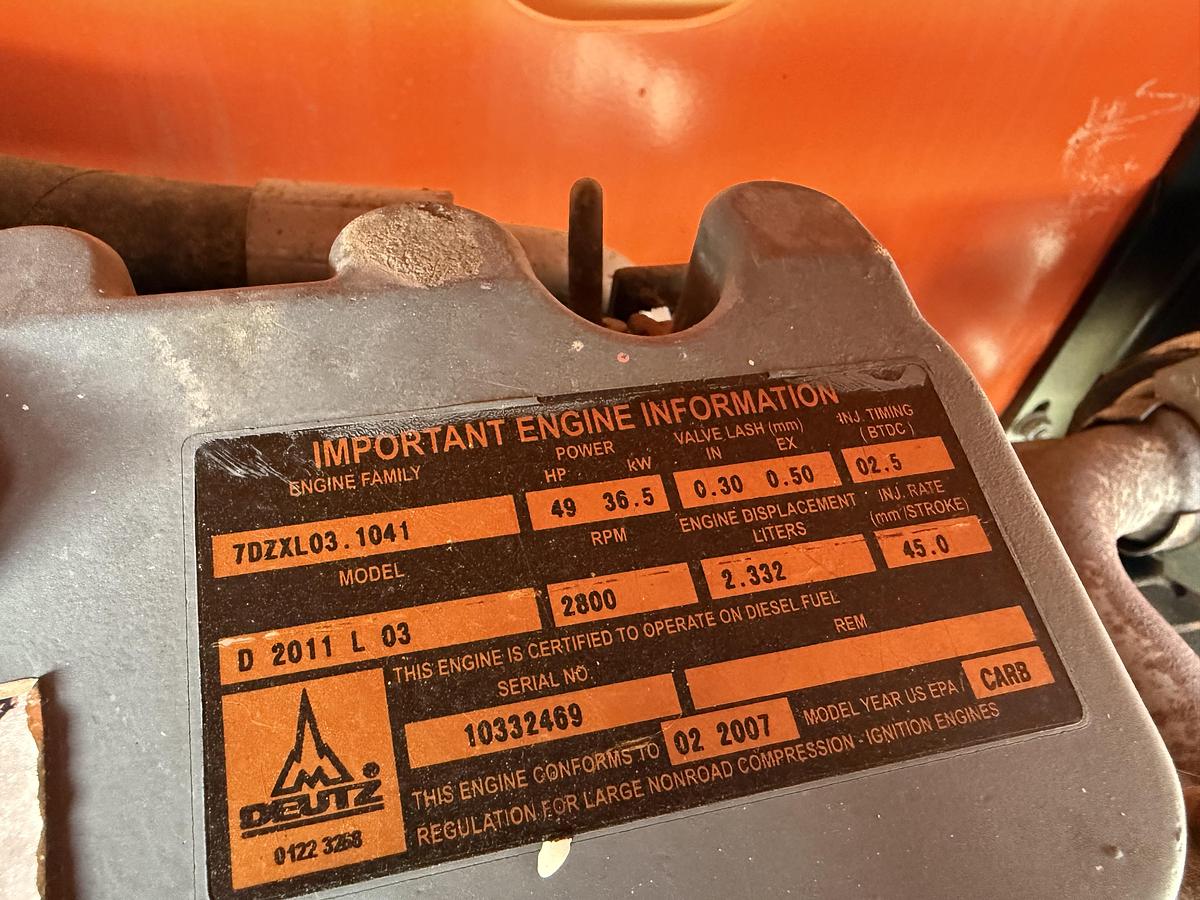 IMPORTANT ENGINE INFORMATION
ENGINE FAMILY
7DZXL03.1041
POWER
HP kW
49 36.5
VALVE LASH (mm)
IN EX
0.30 0.50
INJ. TIMING
(BTDC)
02.5
MODEL
D 2011 L 03
RPM
2800
ENGINE DISPLACEMENT
LITERS
2.332
INJ. RATE
(mm³/STROKE)
45.0
THIS ENGINE IS CERTIFIED TO OPERATE ON DIESEL FUEL
SERIAL NO.
10332469
REM
THIS ENGINE CONFORMS TO 02 2007 MODEL YEAR US EPA / CARB
REGULATION FOR LARGE NONROAD COMPRESSION - IGNITION ENGINES
DEUTZ
0122 3268